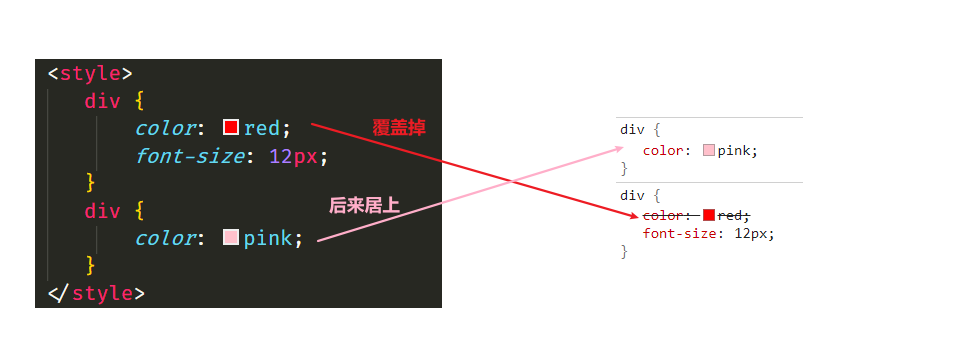 <style>
div {
color: red;
font-size: 12px;
}
div {
color: pink;
}
</style>
覆盖掉
后来居上
div {
color: pink;
}
div {
color: red;
font-size: 12px;
}